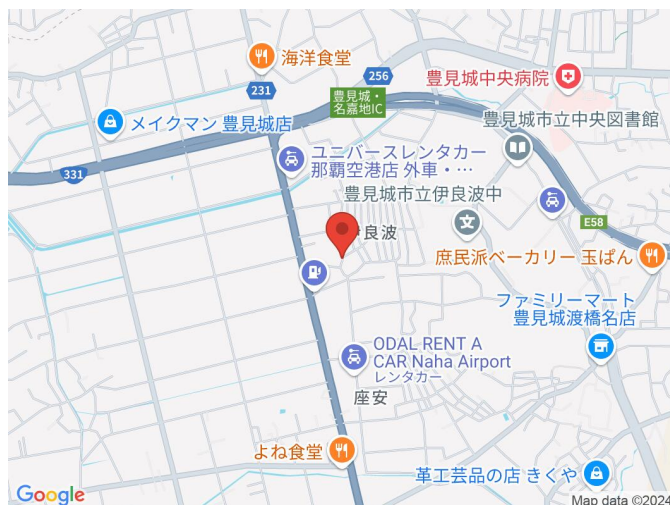 海洋食堂
231
256
豊見城・
名嘉地IC
豊見城中央病院
メイクマン 豊見城店
豊見城市立中央図書館
ユニバースレンタカー
那覇空港店 外車・…
331
豊見城市立伊良波中
E58
良波
庶民派ベーカリー 玉ぱん
ファミリーマート
豊見城渡橋名店
ODAL RENT A
CAR Naha Airport
レンタカー
座安
よね食堂
革工芸品の店 きくや
Google
Map data ©2024